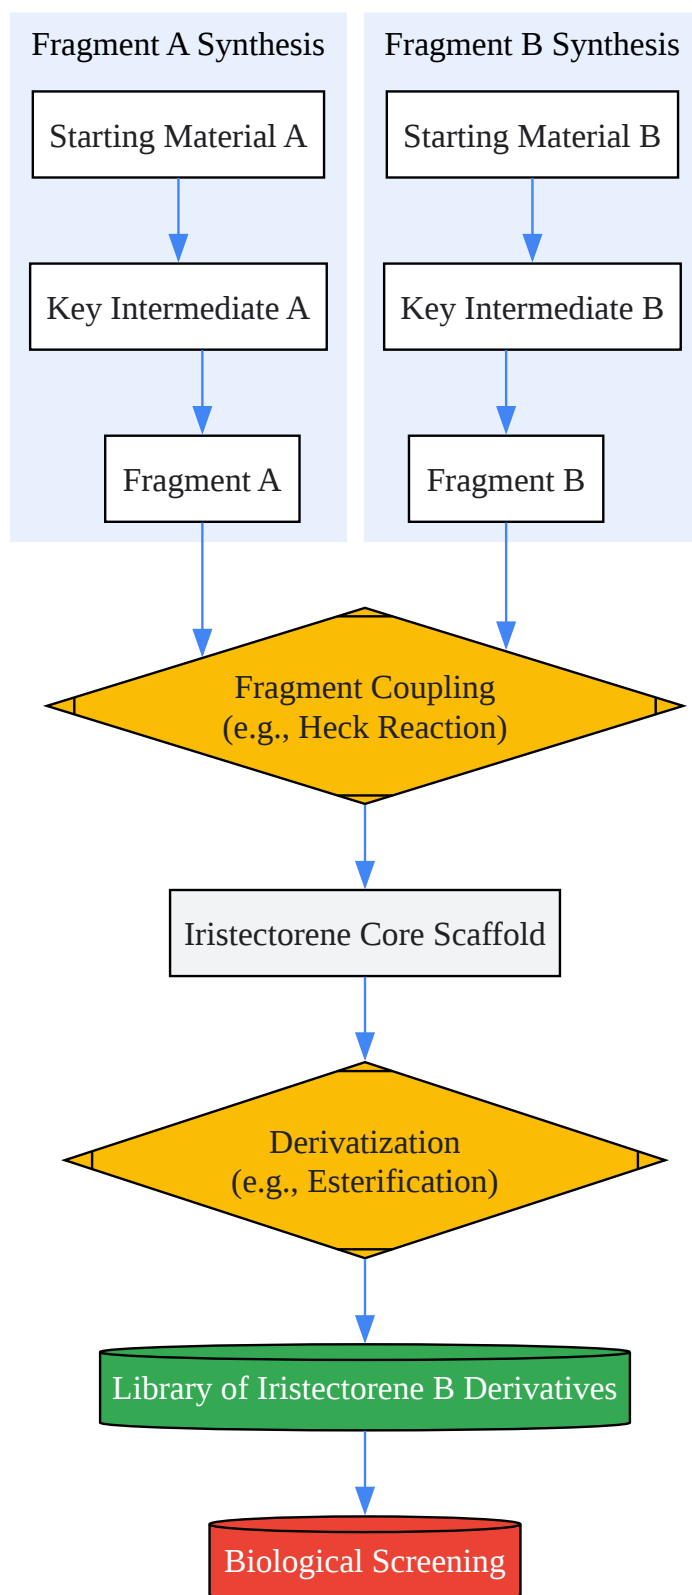 Fragment A Synthesis
Starting Material A
Key Intermediate A
Fragment A
Fragment B Synthesis
Starting Material B
Key Intermediate B
Fragment B
Fragment Coupling
(e.g., Heck Reaction)
Iristectorene Core Scaffold
Derivatization
(e.g., Esterification)
Library of Iristectorene B Derivatives
Biological Screening